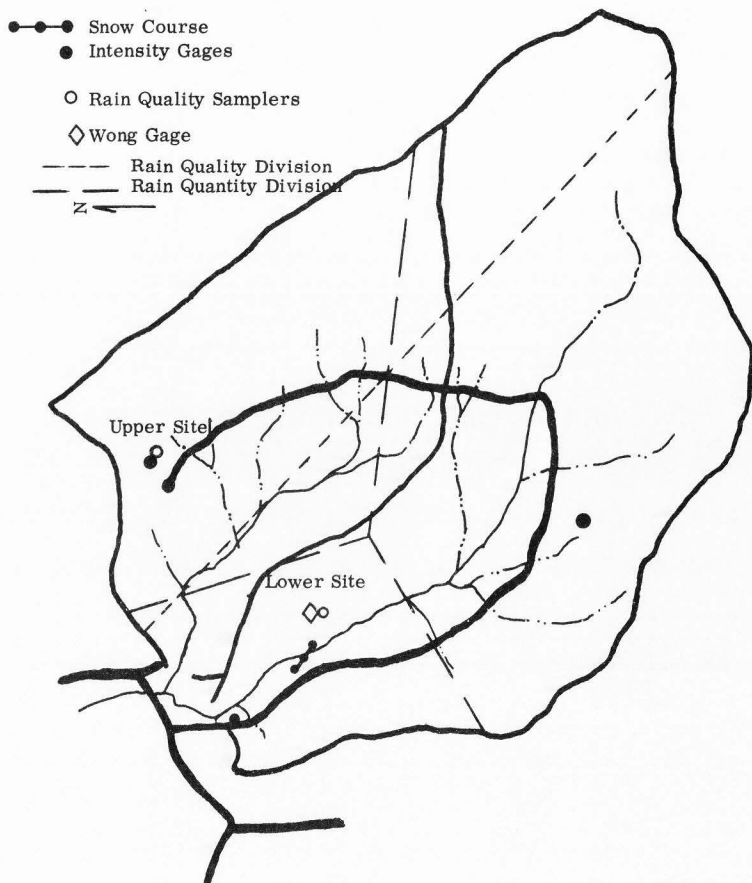 Snow Course
Intensity Gages
Rain Quality Samplers
Wong Gage
Rain Quality Division
Rain Quantity Division
N
Upper Site
Lower Site